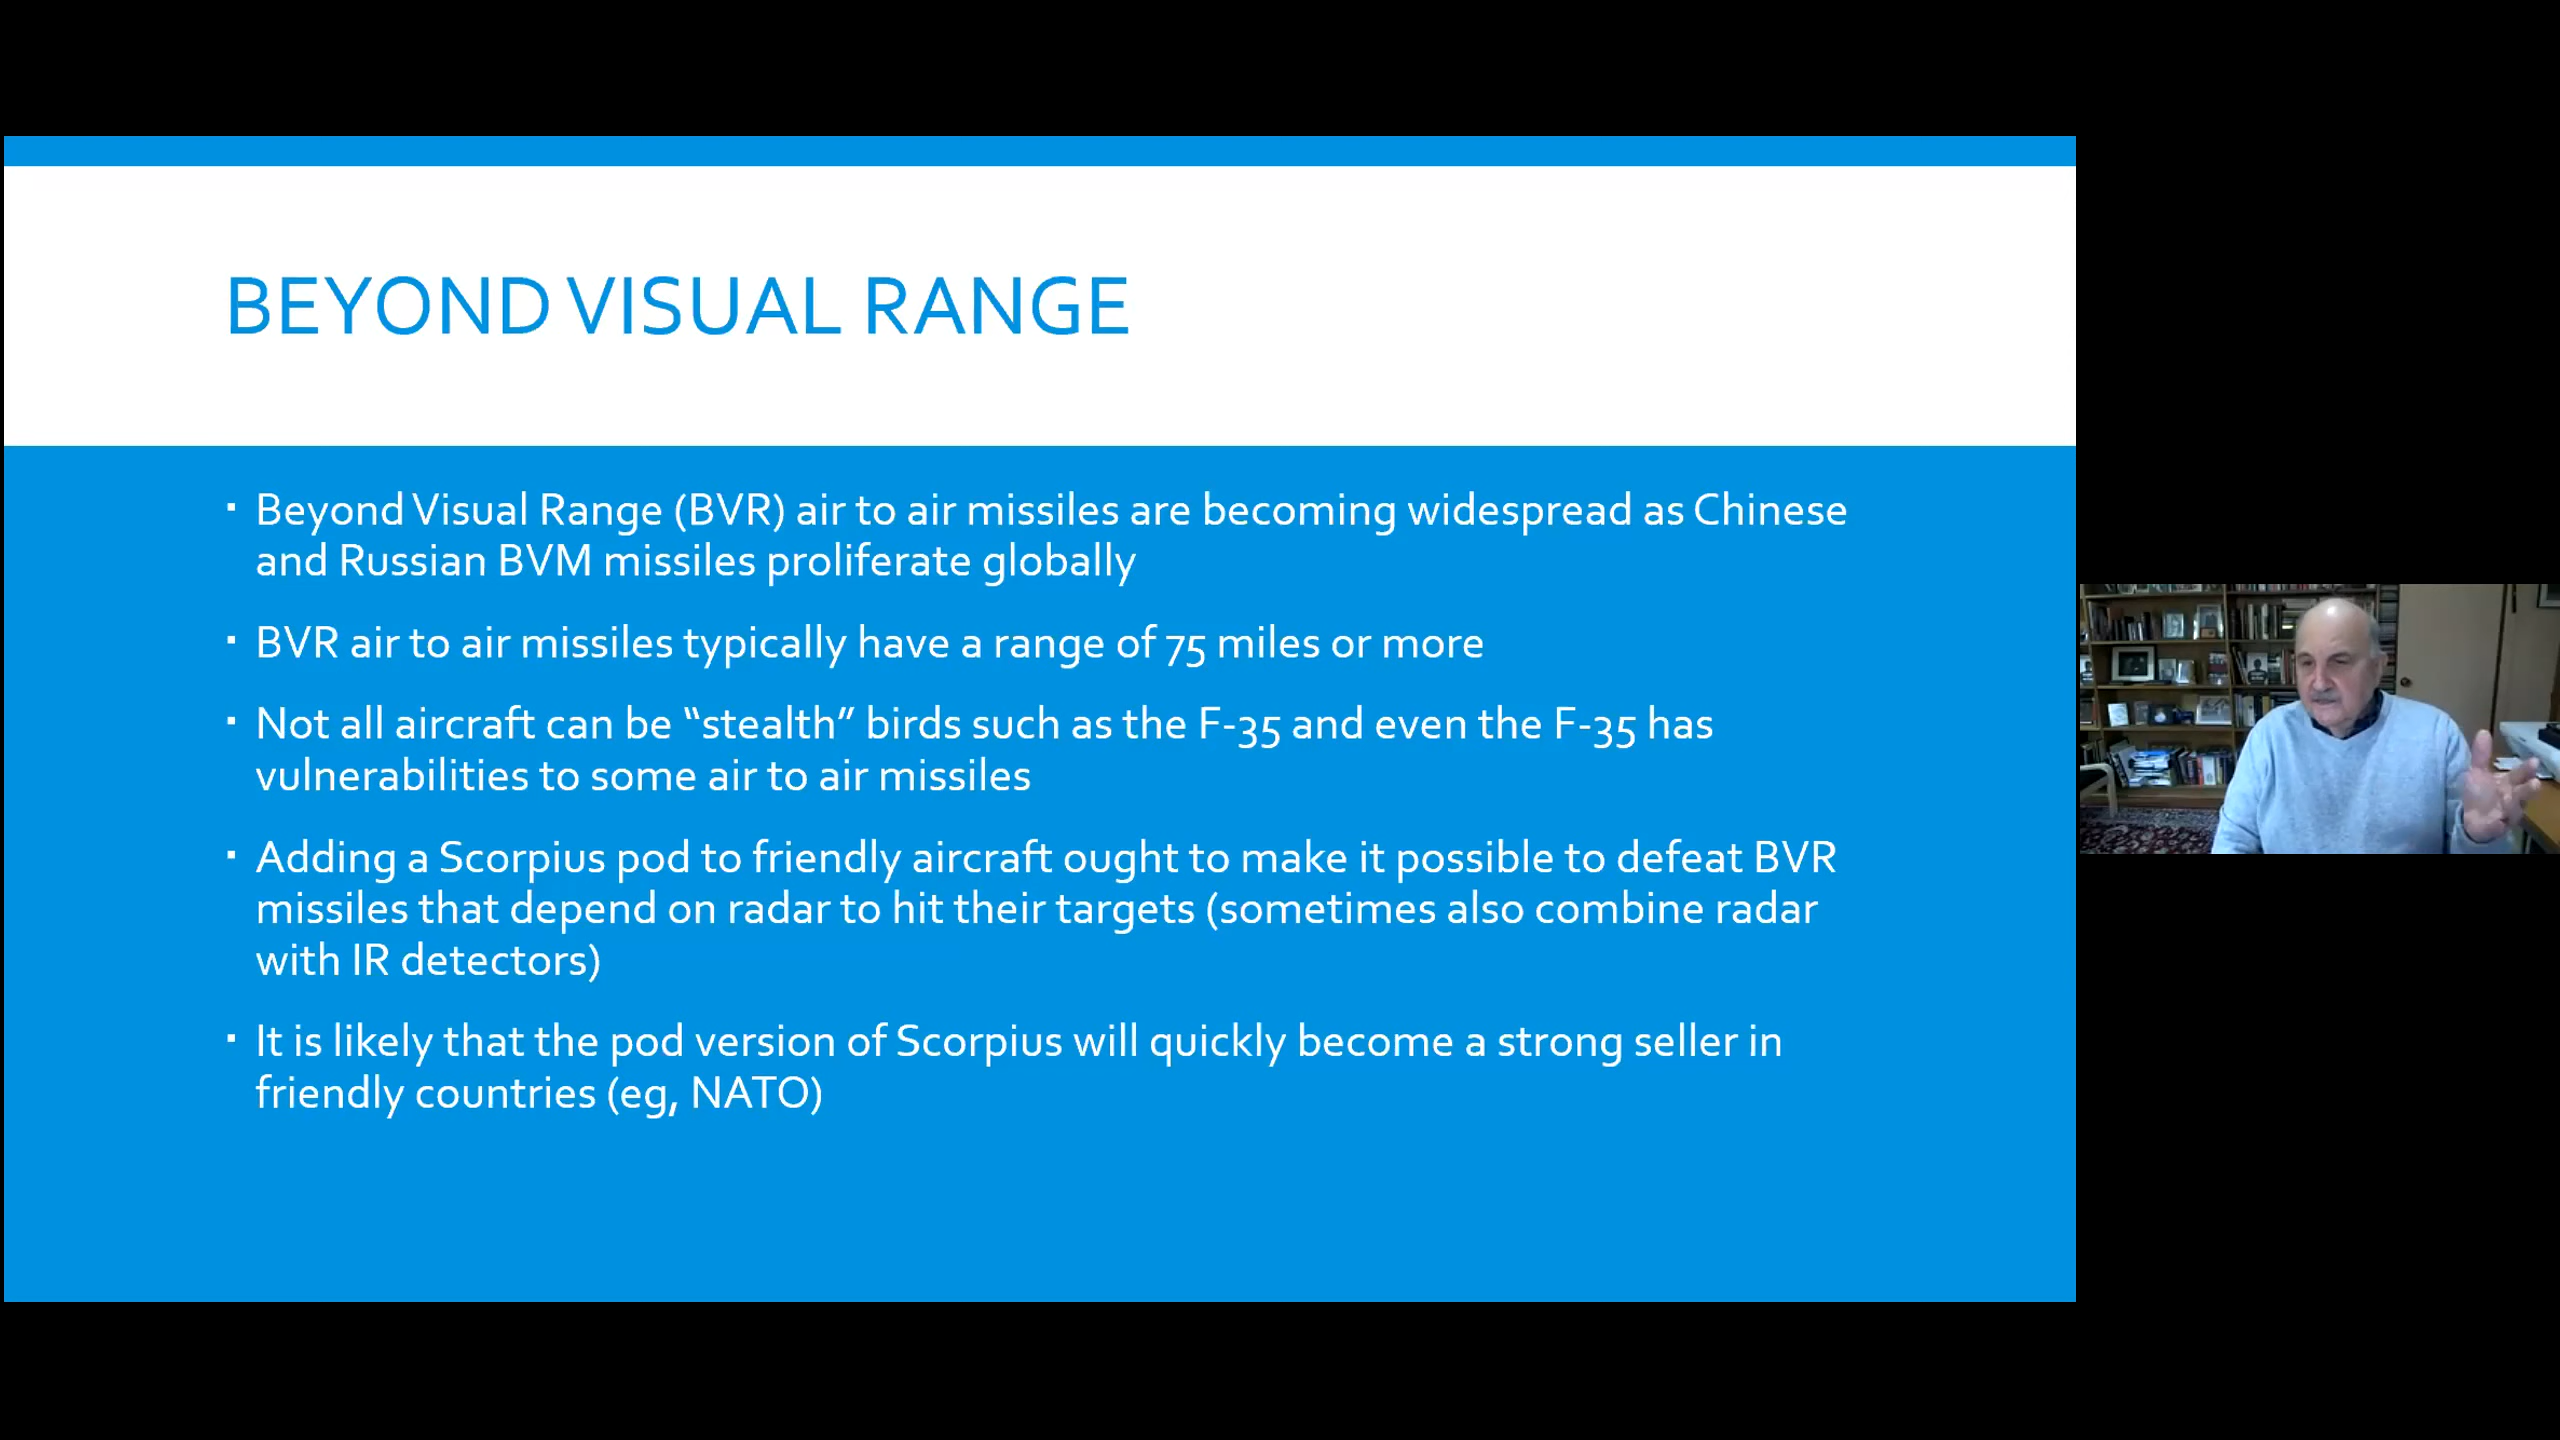 BEYOND VISUAL RANGE
▪ Beyond Visual Range (BVR) air to air missiles are becoming widespread as Chinese
and Russian BVM missiles proliferate globally
▪ BVR air to air missiles typically have a range of 75 miles or more
▪ Not all aircraft can be “stealth” birds such as the F-35 and even the F-35 has
vulnerabilities to some air to air missiles
▪ Adding a Scorpius pod to friendly aircraft ought to make it possible to defeat BVR
missiles that depend on radar to hit their targets (sometimes also combine radar
with IR detectors)
▪ It is likely that the pod version of Scorpius will quickly become a strong seller in
friendly countries (eg, NATO)